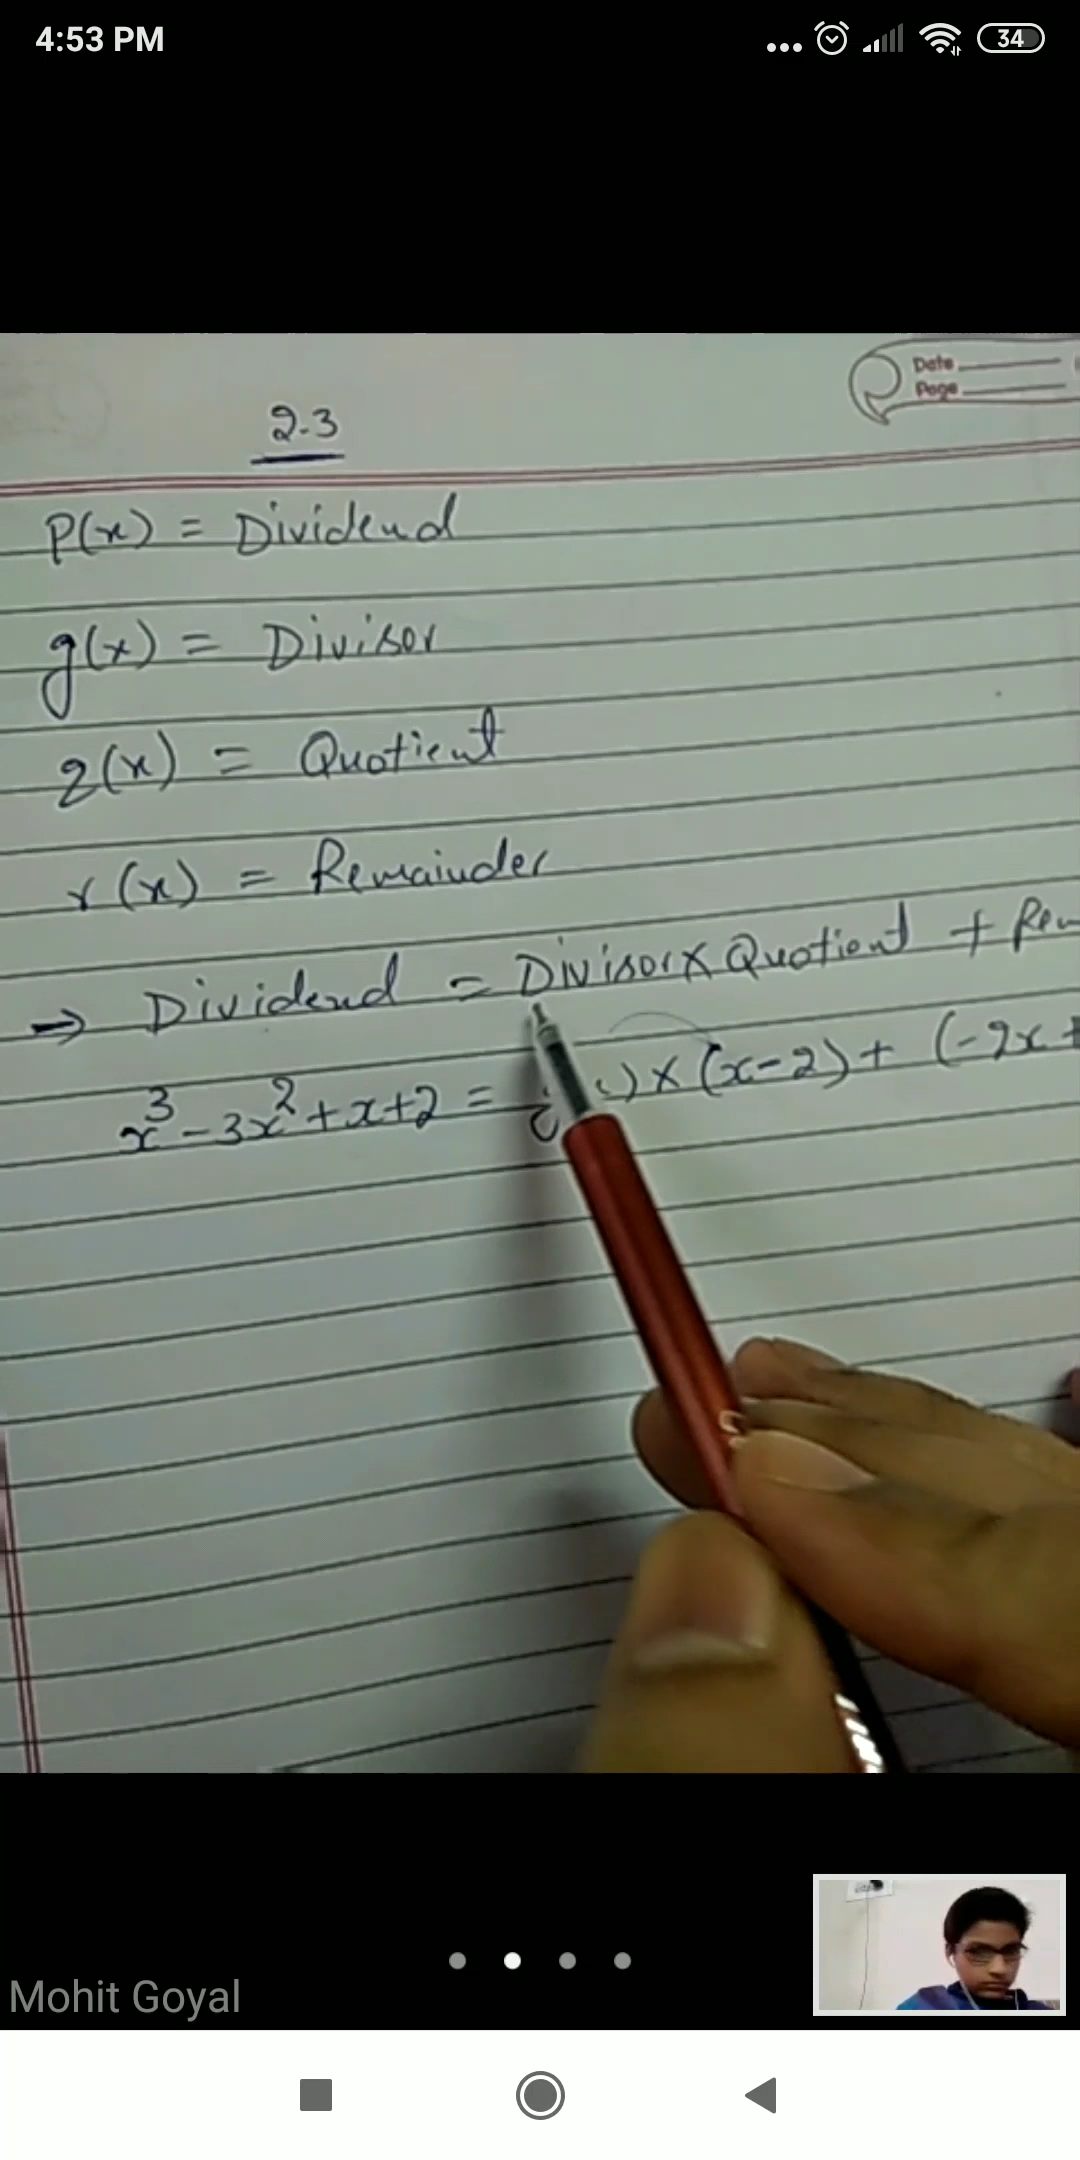 4:53 PM
34
Date
Page
2.3
P(x) = Dividend
g(x) = Divisor
q(x) = Quotient
r(x) = Remainder
→ Dividend = Divisor × Quotient + Rem
x³ - 3x² + x + 2 = g( ) × (x-2) + (-2x +
Mohit Goyal